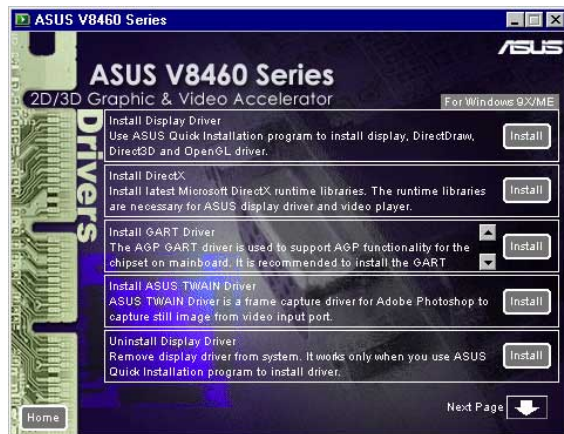 ASUS V8460 Series
ASUS
ASUS V8460 Series
2D/3D Graphic & Video Accelerator
For Windows 9X/ME
Drivers
Install Display Driver
Use ASUS Quick Installation program to install display, DirectDraw,
Direct3D and OpenGL driver.
Install
Install DirectX
Install latest Microsoft DirectX runtime libraries. The runtime libraries
are necessary for ASUS display driver and video player.
Install
Install GART Driver
The AGP GART driver is used to support AGP functionality for the
chipset on mainboard. It is recommended to install the GART
Install
Install ASUS TWAIN Driver
ASUS TWAIN Driver is a frame capture driver for Adobe Photoshop to
capture still image from video input port.
Install
Uninstall Display Driver
Remove display driver from system. It works only when you use ASUS
Quick Installation program to install driver.
Install
Next Page
Home